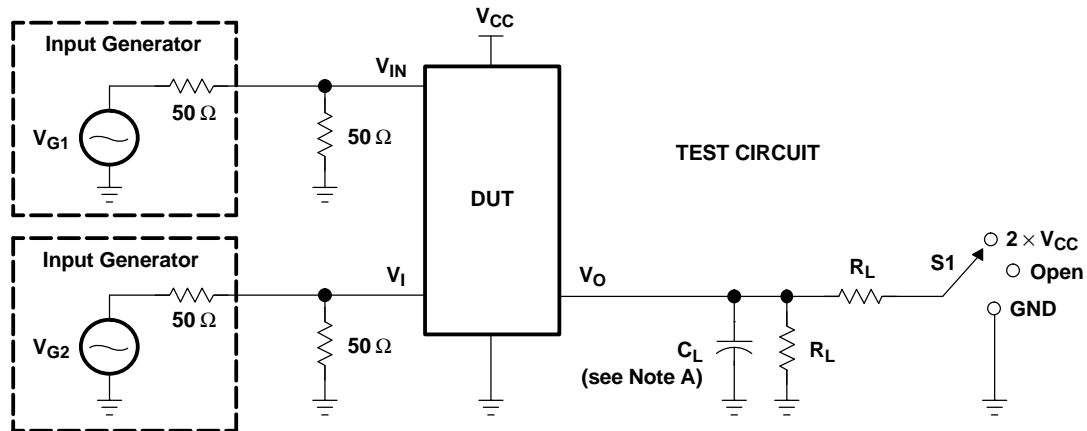 Input Generator
V_G1
50 Ω
50 Ω
V_IN
V_CC
DUT
TEST CIRCUIT
Input Generator
V_G2
50 Ω
50 Ω
V_I
V_O
C_L
(see Note A)
R_L
R_L
S1
2 × V_CC
Open
GND